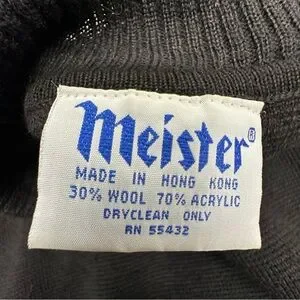 Meister®
MADE IN HONG KONG
30% WOOL 70% ACRYLIC
DRYCLEAN ONLY
RN 55432